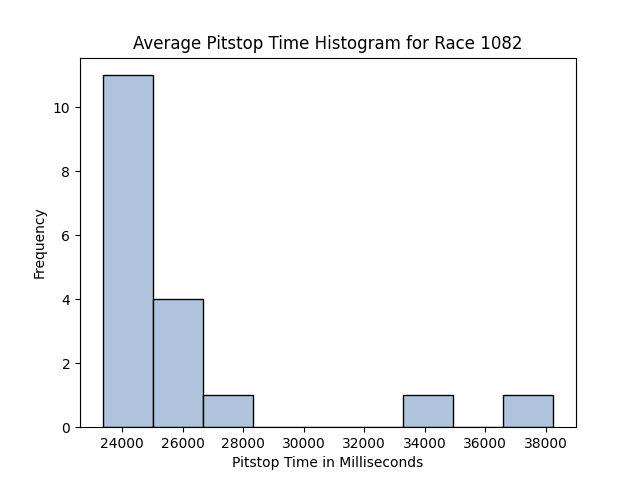 Average Pitstop Time Histogram for Race 1082
10
8
6
4
2
0
Frequency
24000 26000 28000 30000 32000 34000 36000 38000
Pitstop Time in Milliseconds